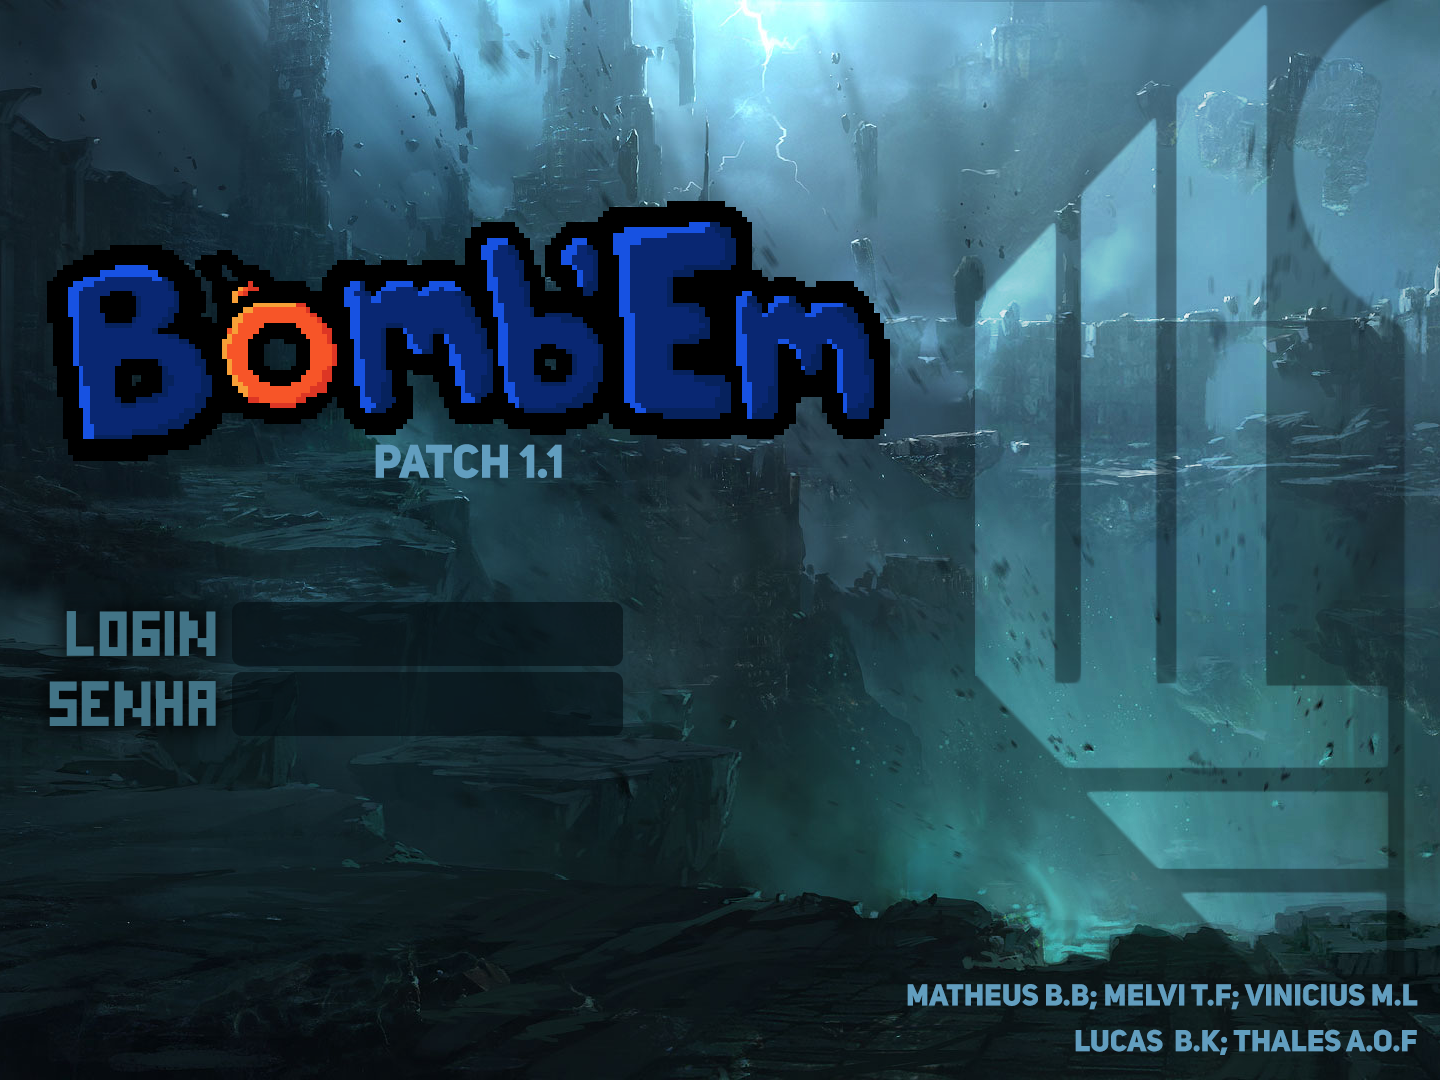 Bomb'Em
PATCH 1.1
LOGIN
SENHA
MATHEUS B.B; MELVI T.F; VINICIUS M.L
LUCAS B.K; THALES A.O.F